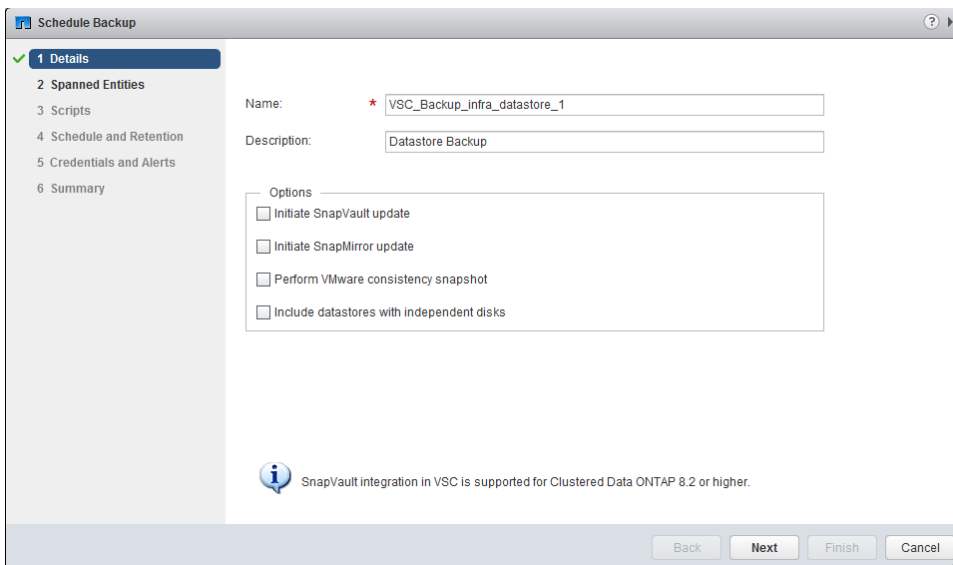 Schedule Backup
?
1 Details
2 Spanned Entities
3 Scripts
4 Schedule and Retention
5 Credentials and Alerts
6 Summary
Name: * VSC_Backup_infra_datastore_1
Description: Datastore Backup
Options
Initiate SnapVault update
Initiate SnapMirror update
Perform VMware consistency snapshot
Include datastores with independent disks
SnapVault integration in VSC is supported for Clustered Data ONTAP 8.2 or higher.
Back Next Finish Cancel